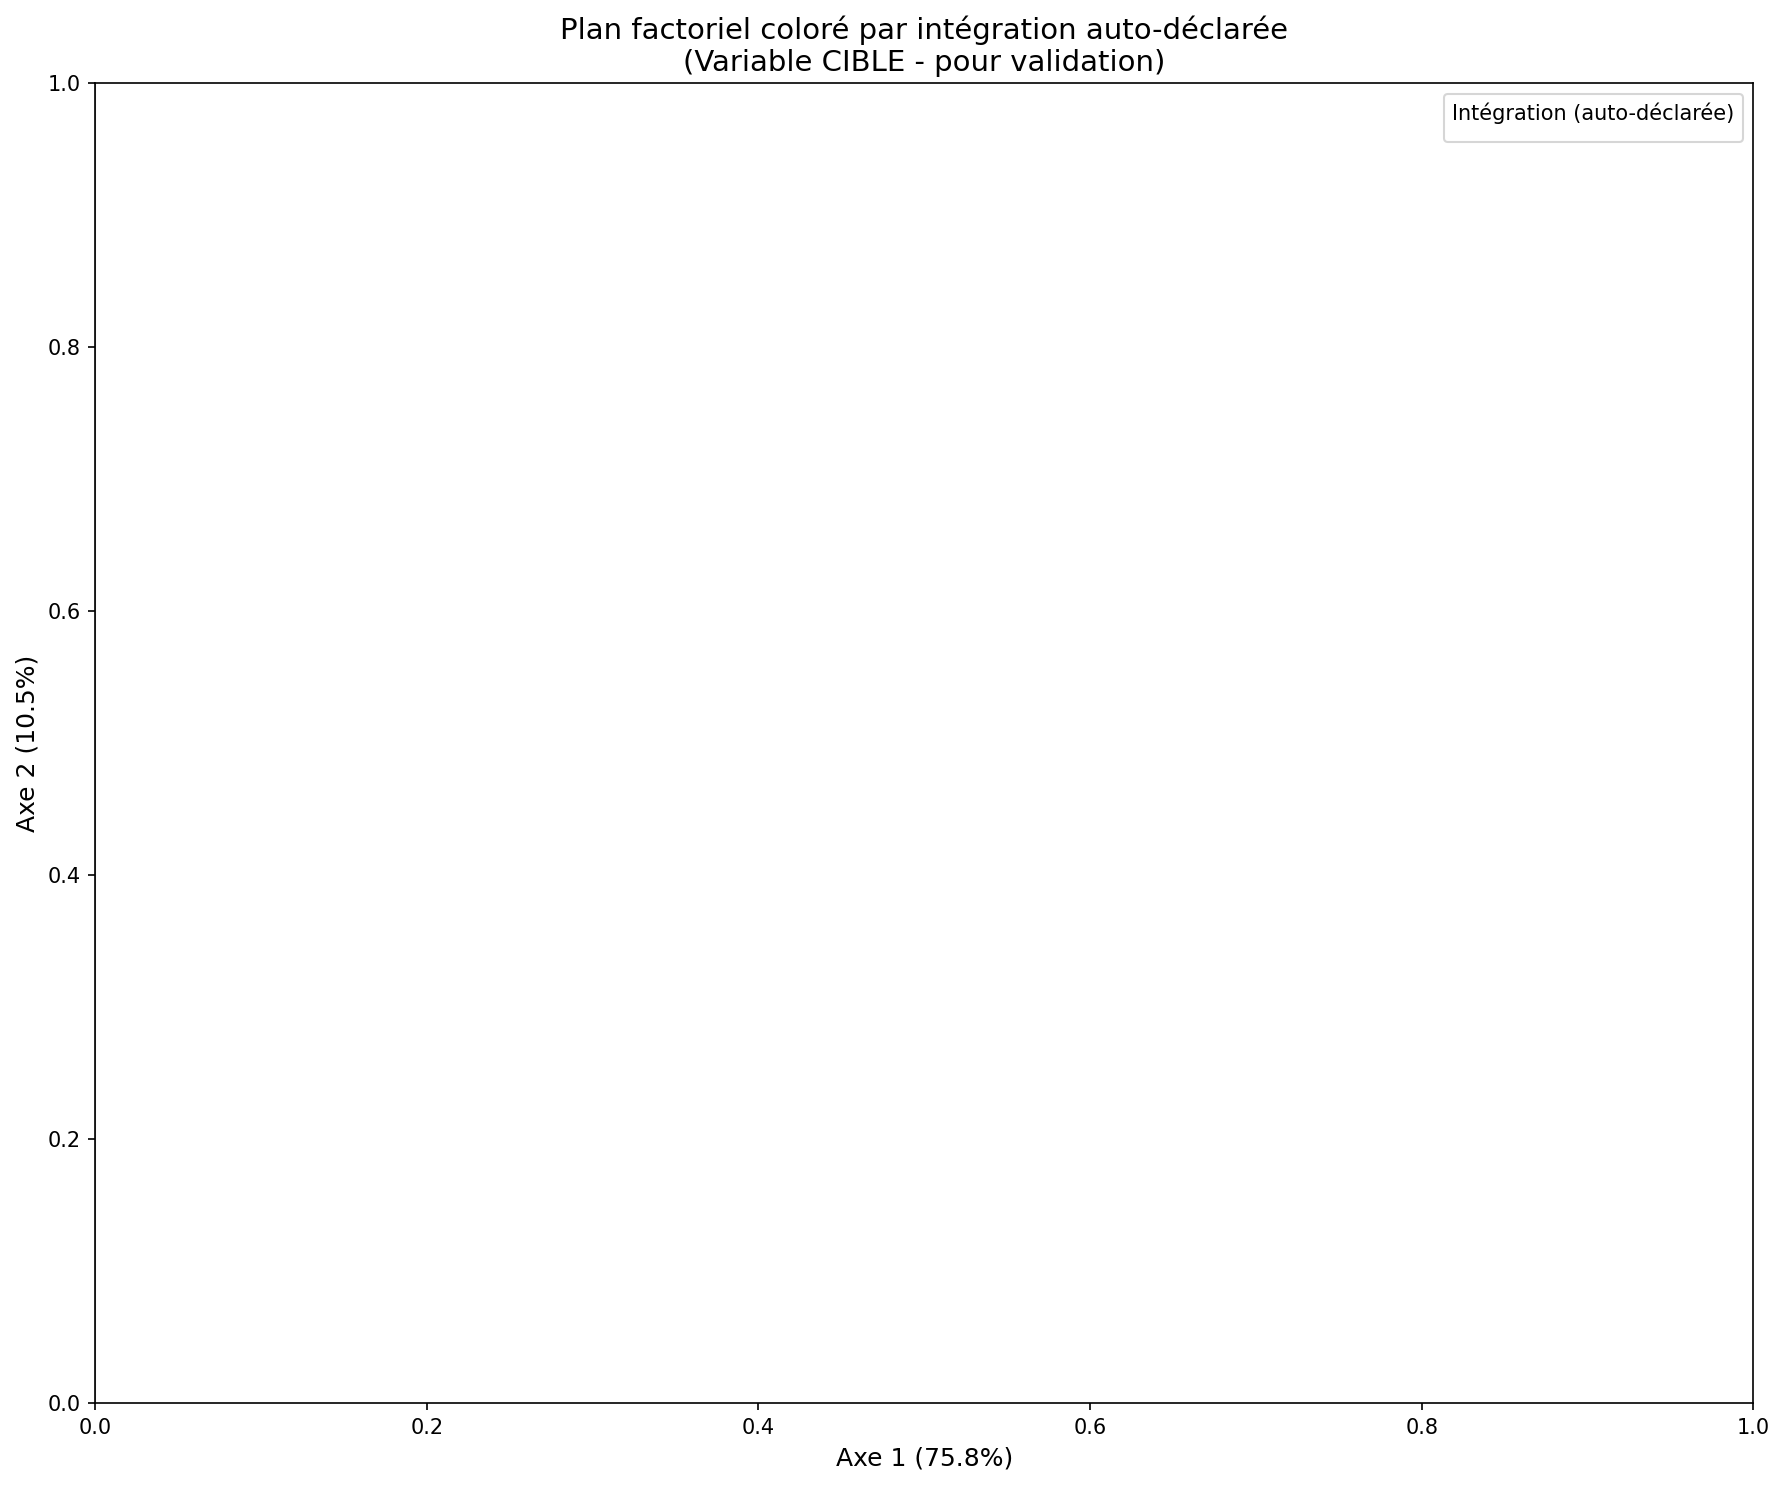 Plan factoriel coloré par intégration auto-déclarée
(Variable CIBLE - pour validation)
Intégration (auto-déclarée)
1.0
0.8
0.6
0.4
0.2
0.0
Axe 2 (10.5%)
0.0 0.2 0.4 0.6 0.8 1.0
Axe 1 (75.8%)